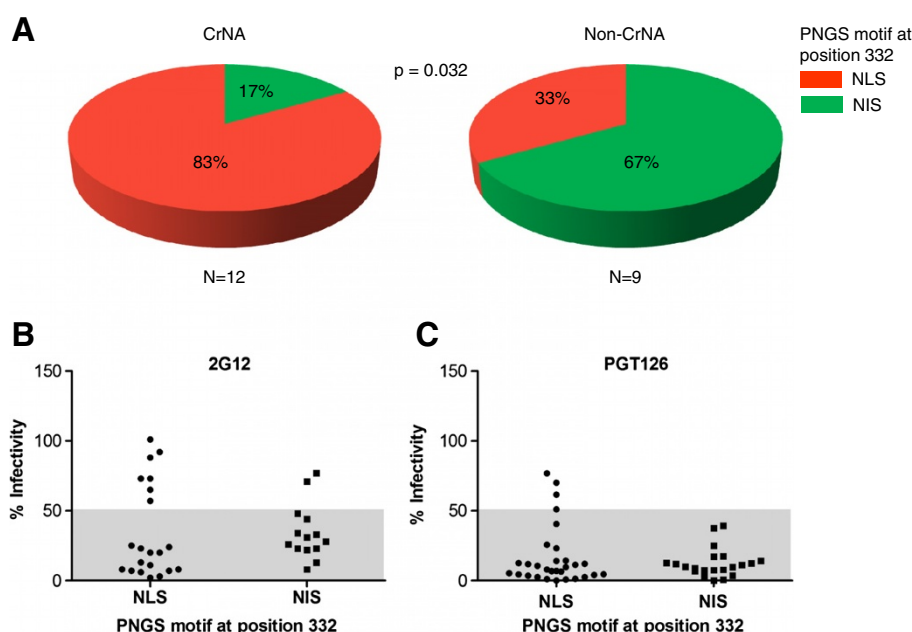 A
CrNA
Non-CrNA
PNGS motif at
position 332
NLS
NIS
p = 0.032
17%
83%
33%
67%
N=12
N=9
B
2G12
% Infectivity
150
100
50
0
NLS
NIS
PNGS motif at position 332
C
PGT126
% Infectivity
150
100
50
0
NLS
NIS
PNGS motif at position 332